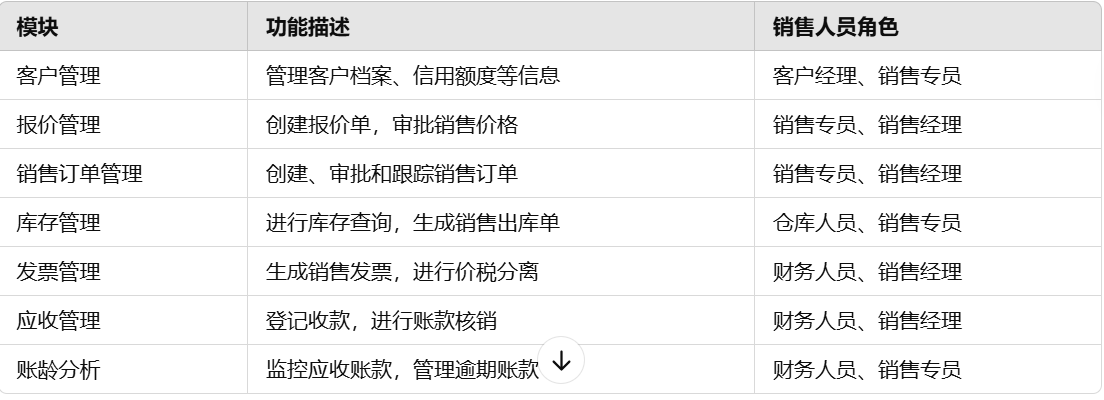 模块 功能描述 销售人员角色
客户管理 管理客户档案、信用额度等信息 客户经理、销售专员
报价管理 创建报价单，审批销售价格 销售专员、销售经理
销售订单管理 创建、审批和跟踪销售订单 销售专员、销售经理
库存管理 进行库存查询，生成销售出库单 仓库人员、销售专员
发票管理 生成销售发票，进行价税分离 财务人员、销售经理
应收管理 登记收款，进行账款核销 财务人员、销售经理
账龄分析 监控应收账款，管理逾期账款 财务人员、销售专员